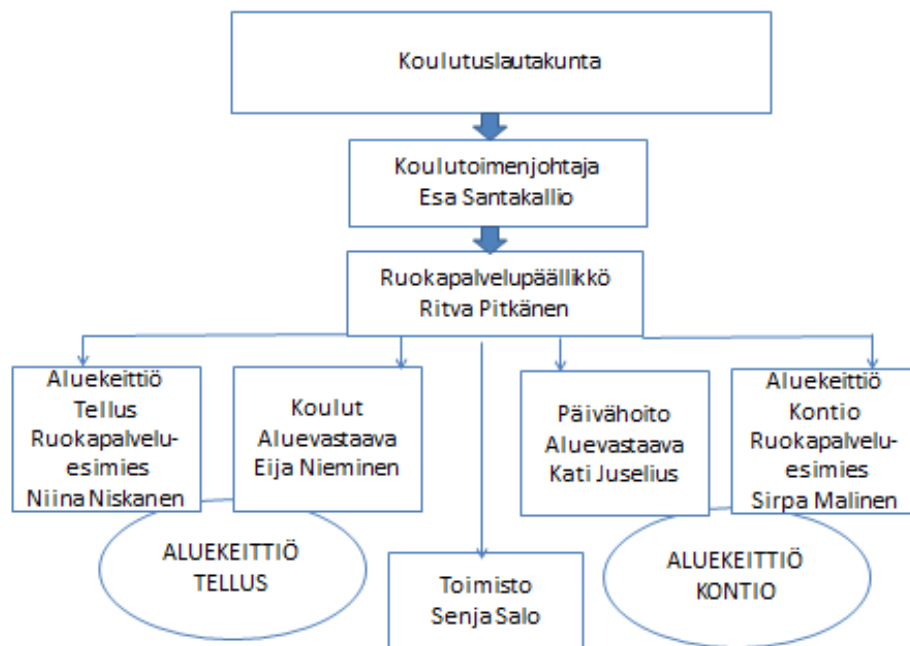 Koulutuslautakunta
Koulutoimenjohtaja
Esa Santakallio
Ruokapalvelupäällikkö
Ritva Pitkänen
Aluekeittiö
Tellus
Ruokapalvelu-
esimies
Niina Niskanen
Koulut
Aluevastaava
Eija Nieminen
Päivähoito
Aluevastaava
Kati Juselius
Aluekeittiö
Kontio
Ruokapalvelu-
esimies
Sirpa Malinen
ALUEKEITTIÖ
TELLUS
Toimisto
Senja Salo
ALUEKEITTIÖ
KONTIO